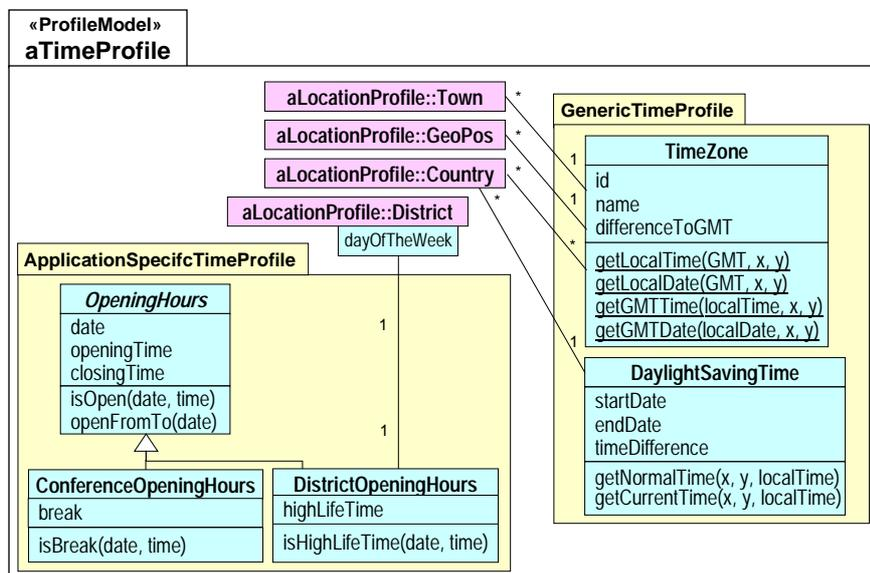 «ProfileModel»
aTimeProfile
aLocationProfile::Town
*
aLocationProfile::GeoPos
*
aLocationProfile::Country
*
aLocationProfile::District
*
dayOfTheWeek
GenericTimeProfile
1
TimeZone
id
1
name
differenceToGMT
*
getLocalTime(GMT, x, y)
getLocalDate(GMT, x, y)
getGMTTime(localTime, x, y)
getGMTDate(localDate, x, y)
1
DaylightSavingTime
startDate
endDate
timeDifference
getNormalTime(x, y, localTime)
getCurrentTime(x, y, localTime)
ApplicationSpecifcTimeProfile
OpeningHours
date
openingTime
closingTime
isOpen(date, time)
openFromTo(date)
1
1
ConferenceOpeningHours
break
isBreak(date, time)
DistrictOpeningHours
highLifeTime
isHighLifeTime(date, time)